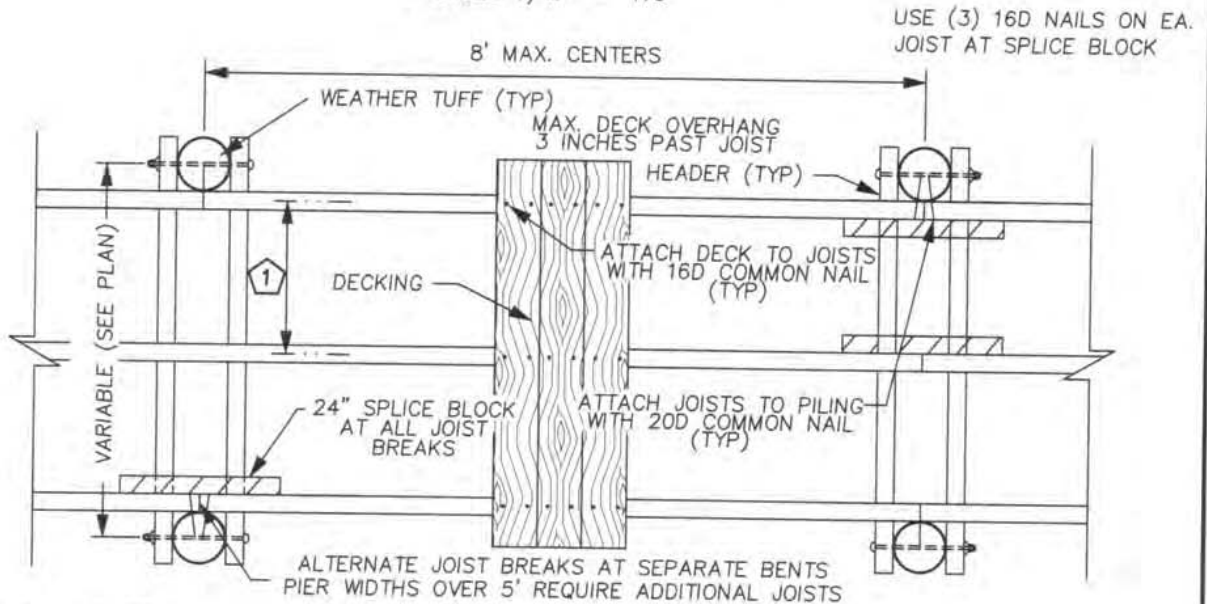 USE (3) 16D NAILS ON EA.
JOIST AT SPLICE BLOCK
8' MAX. CENTERS
WEATHER TUFF (TYP)
MAX. DECK OVERHANG
3 INCHES PAST JOIST
HEADER (TYP)
VARIABLE (SEE PLAN)
1
DECKING
ATTACH DECK TO JOISTS
WITH 16D COMMON NAIL
(TYP)
24" SPLICE BLOCK
AT ALL JOIST
BREAKS
ATTACH JOISTS TO PILING
WITH 20D COMMON NAIL
(TYP)
ALTERNATE JOIST BREAKS AT SEPARATE BENTS
PIER WIDTHS OVER 5' REQUIRE ADDITIONAL JOISTS